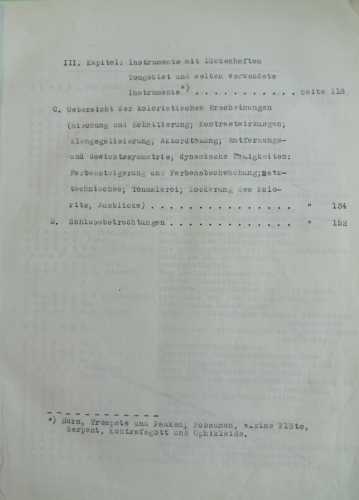 III. Kapitel: Instrumente mit lückenhaftem
Tongebiet und selten verwendete
Instrumente*) . . . . . . . . . . . Seite 118
C. Uebersicht der koloristischen Erscheinungen
(Mischung und Schattierung; Kontrastwirkungen;
Klangegalisierung; Akkordtönung; Entfernungs-
und Gewichtssymmetrie, dynamische Fähigkeiten;
Farbensteigerung und Farbenabschwächung; Satz-
technisches; Tonmalerei; Lockerung des Kolo-
rits; Ausblicke) . . . . . . . . . . . . . . . " 134
D. Schlussbetrachtungen . . . . . . . . . . . . . " 152
*) Horn, Trompete und Pauken; Posaunen, alpine Flöte,
Serpent, Kontrafagott und Ophikleide.